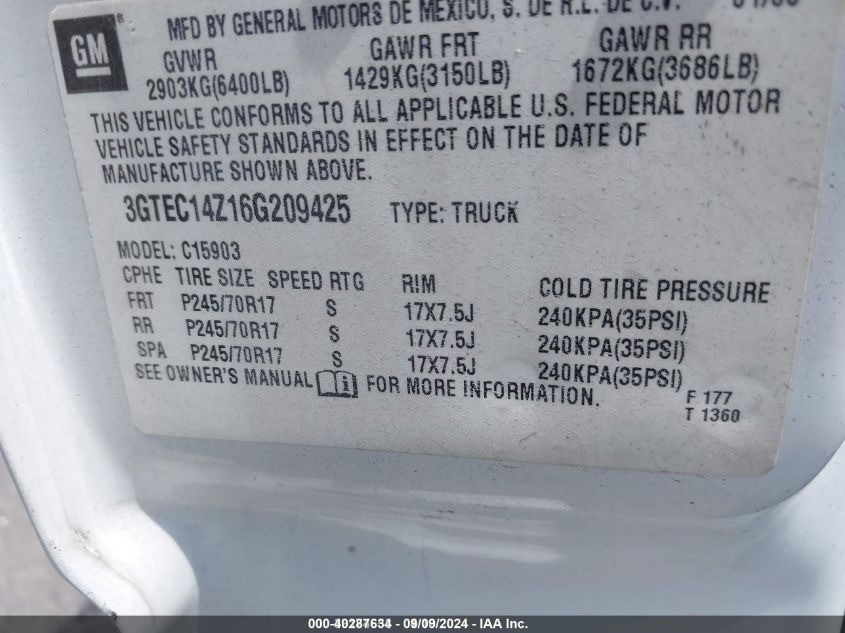 MFD BY GENERAL MOTORS DE MEXICO, S. DE R.L. DE C.V.
GM
GVWR GAWR FRT GAWR RR
2903KG(6400LB) 1429KG(3150LB) 1672KG(3686LB)
THIS VEHICLE CONFORMS TO ALL APPLICABLE U.S. FEDERAL MOTOR
VEHICLE SAFETY STANDARDS IN EFFECT ON THE DATE OF
MANUFACTURE SHOWN ABOVE.
3GTEC14Z16G209425 TYPE: TRUCK
MODEL: C15903
CPHE TIRE SIZE SPEED RTG RIM COLD TIRE PRESSURE
FRT P245/70R17 S 17X7.5J 240KPA(35PSI)
RR P245/70R17 S 17X7.5J 240KPA(35PSI)
SPA P245/70R17 S 17X7.5J 240KPA(35PSI)
SEE OWNER'S MANUAL FOR MORE INFORMATION.
F 177
T 1360
000-40287634 - 09/09/2024 - IAA Inc.